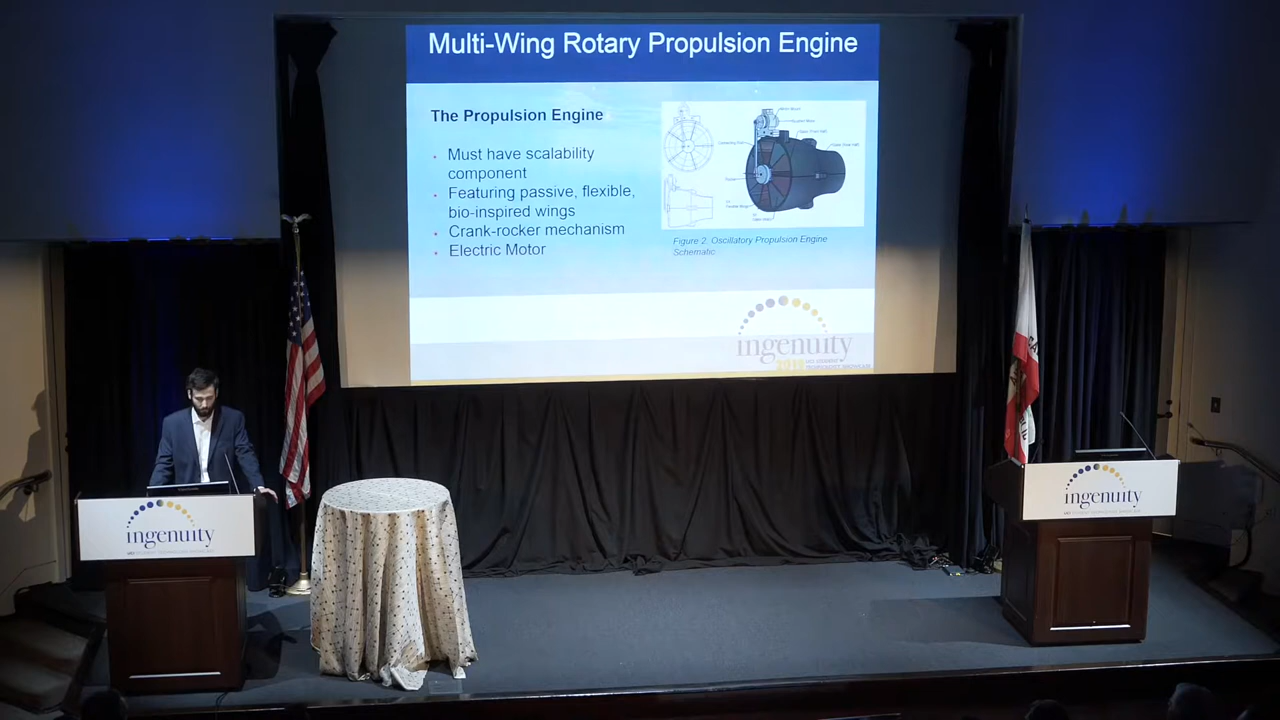 Multi-Wing Rotary Propulsion Engine
The Propulsion Engine
Must have scalability
component
Featuring passive, flexible,
bio-inspired wings
Crank-rocker mechanism
Electric Motor
Figure 2. Oscillatory Propulsion Engine
Schematic
ingenuity
ingenuity
ingenuity